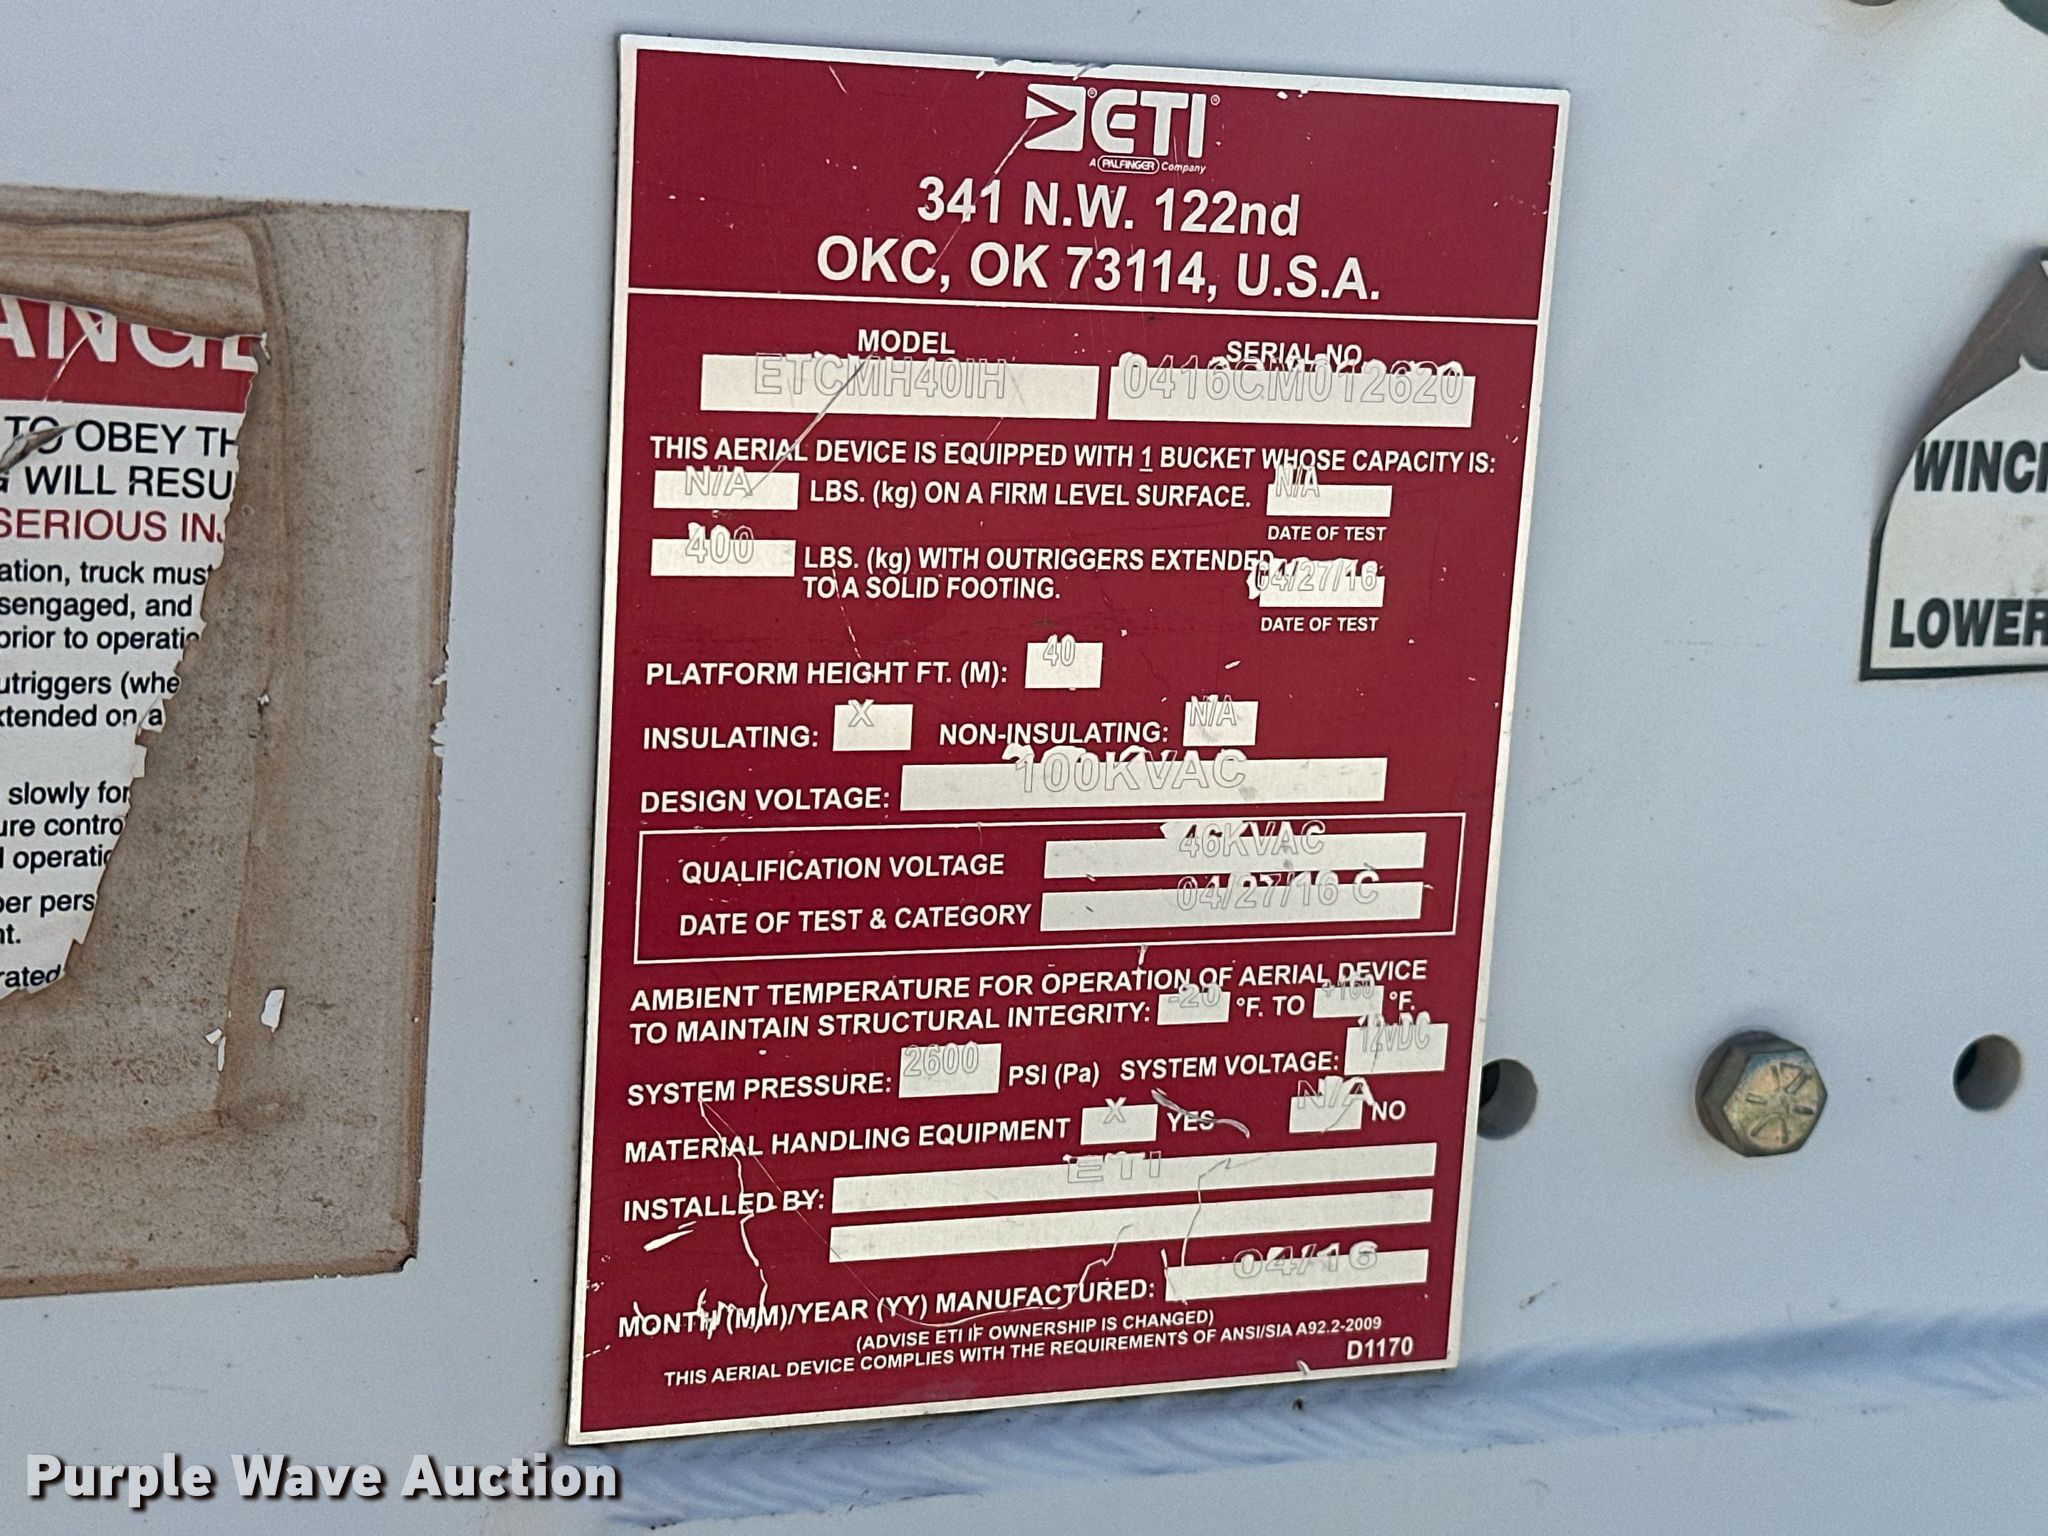 ETI
A PALFINGER Company
341 N.W. 122nd
OKC, OK 73114, U.S.A.
MODEL SERIAL NO.
ETCMH40IH 0416CM012620
THIS AERIAL DEVICE IS EQUIPPED WITH 1 BUCKET WHOSE CAPACITY IS:
N/A LBS. (kg) ON A FIRM LEVEL SURFACE. N/A
DATE OF TEST
400 LBS. (kg) WITH OUTRIGGERS EXTENDED
TO A SOLID FOOTING. 04/27/16
DATE OF TEST
PLATFORM HEIGHT FT. (M): 40
INSULATING: X NON-INSULATING: N/A
DESIGN VOLTAGE: 100KVAC
QUALIFICATION VOLTAGE 46KVAC
DATE OF TEST & CATEGORY 04/27/16 C
AMBIENT TEMPERATURE FOR OPERATION OF AERIAL DEVICE
TO MAINTAIN STRUCTURAL INTEGRITY: -20 °F. TO +160 °F.
SYSTEM PRESSURE: 2600 PSI (Pa) SYSTEM VOLTAGE: 12VDC
MATERIAL HANDLING EQUIPMENT X YES N/A NO
INSTALLED BY: ETI
MONTH (MM)/YEAR (YY) MANUFACTURED: 04/16
(ADVISE ETI IF OWNERSHIP IS CHANGED)
THIS AERIAL DEVICE COMPLIES WITH THE REQUIREMENTS OF ANSI/SIA A92.2-2009
D1170
ANGE
TO OBEY TH
G WILL RESU
SERIOUS INJ
ation, truck must
sengaged, and
prior to operatio
utriggers (whe
xtended on a
slowly for
ure contro
l operatio
per pers
nt.
rated
WINCH
LOWER
Purple Wave Auction